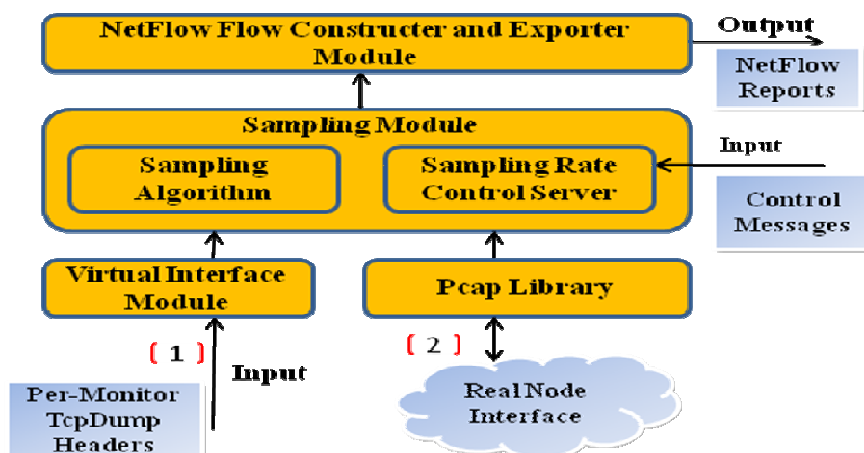 NetFlow Flow Constructer and Exporter
Module
Output
NetFlow
Reports
Sampling Module
Sampling
Algorithm
Sampling Rate
Control Server
Input
Control
Messages
Virtual Interface
Module
Pcap Library
[ 1 ]
Input
[ 2 ]
Per-Monitor
TcpDump
Headers
Real Node
Interface